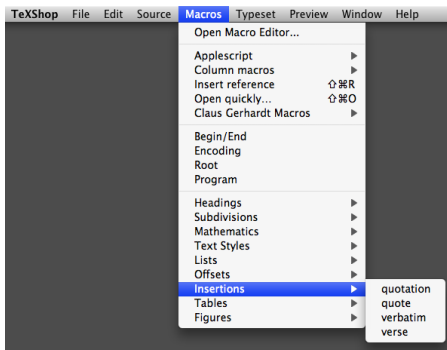 TeXShop File Edit Source Macros Typeset Preview Window Help
Open Macro Editor...
Applescript
Column macros
Insert reference ⇧⌘R
Open quickly... ⇧⌘O
Claus Gerhardt Macros
Begin/End
Encoding
Root
Program
Headings
Subdivisions
Mathematics
Text Styles
Lists
Offsets
Insertions
Tables
Figures
quotation
quote
verbatim
verse